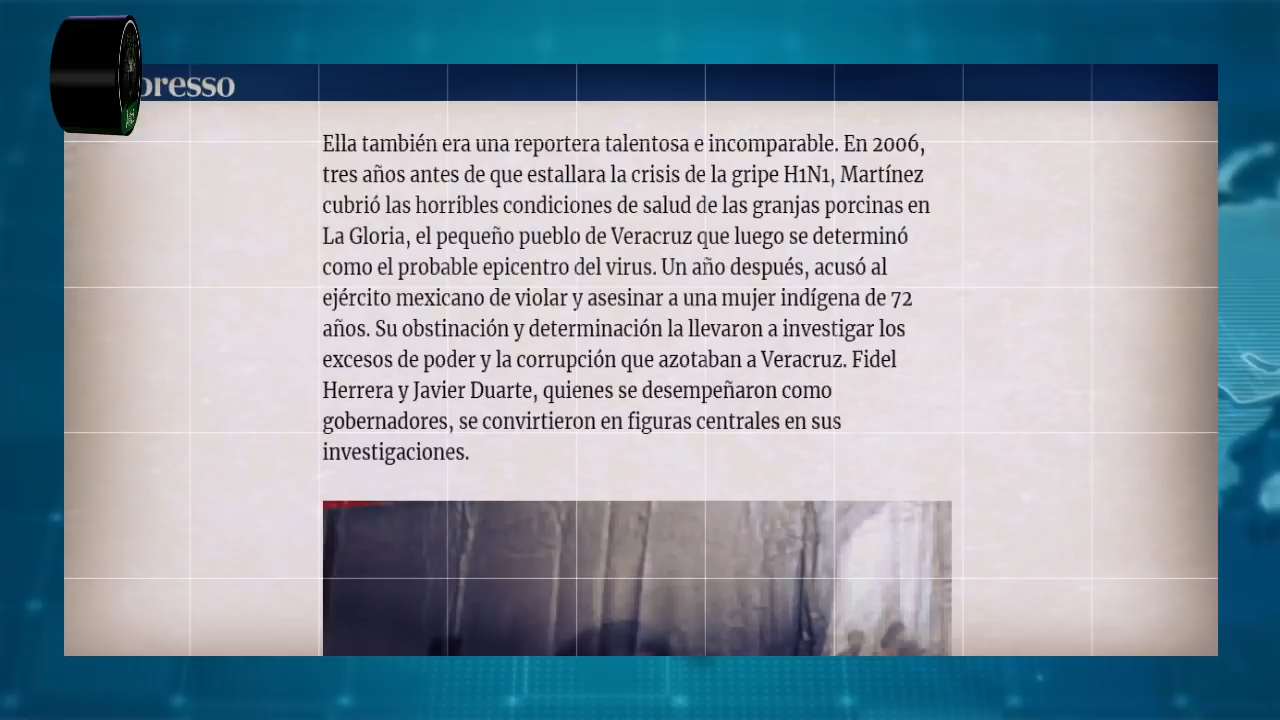 presso
Ella también era una reportera talentosa e incomparable. En 2006,
tres años antes de que estallara la crisis de la gripe H1N1, Martínez
cubrió las horribles condiciones de salud de las granjas porcinas en
La Gloria, el pequeño pueblo de Veracruz que luego se determinó
como el probable epicentro del virus. Un año después, acusó al
ejército mexicano de violar y asesinar a una mujer indígena de 72
años. Su obstinación y determinación la llevaron a investigar los
excesos de poder y la corrupción que azotaban a Veracruz. Fidel
Herrera y Javier Duarte, quienes se desempeñaron como
gobernadores, se convirtieron en figuras centrales en sus
investigaciones.